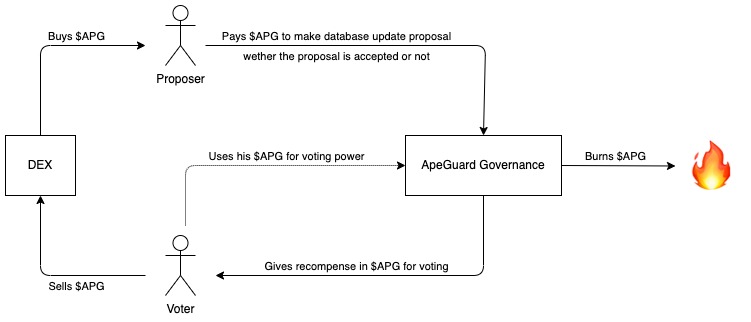 Buys $APG
Pays $APG to make database update proposal
wether the proposal is accepted or not
Proposer
DEX
Uses his $APG for voting power
ApeGuard Governance
Burns $APG
Gives recompense in $APG for voting
Sells $APG
Voter